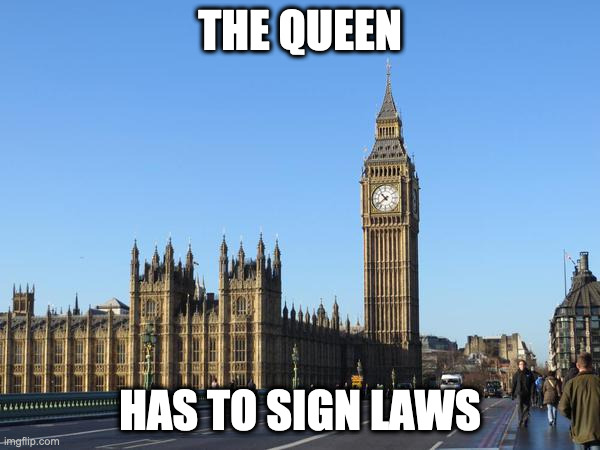 THE QUEEN
HAS TO SIGN LAWS
imgflip.com